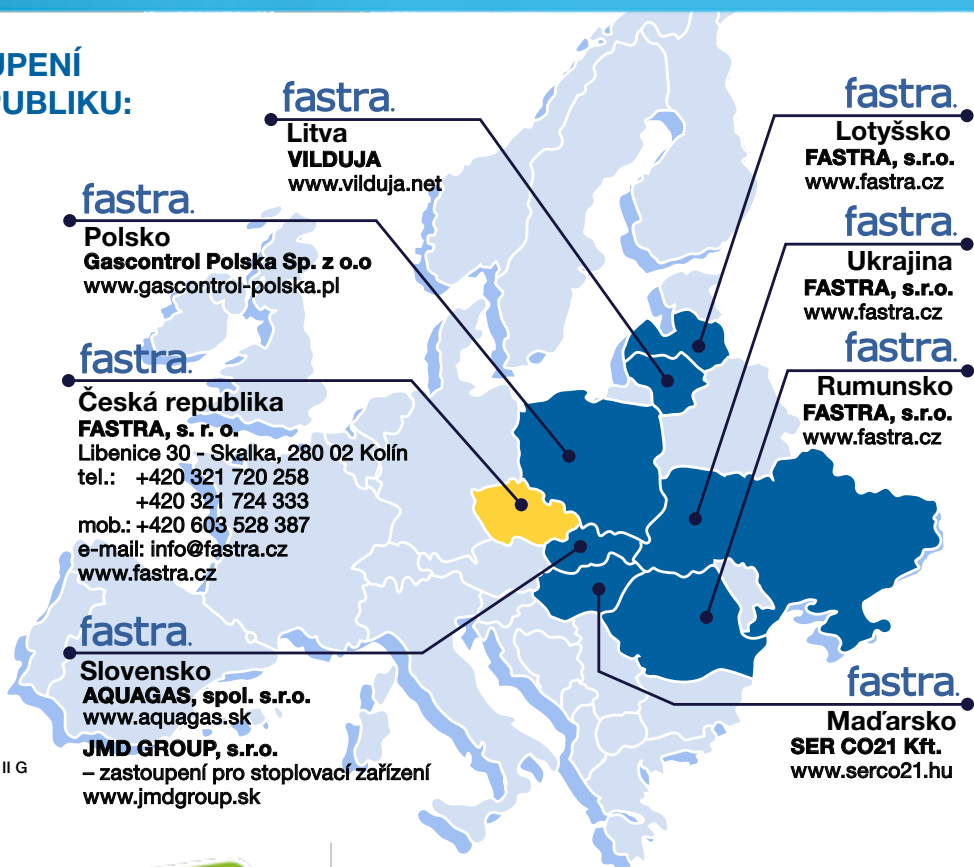 UPENÍ
PUBLIKU:
fastra.
Litva
VILDUJA
www.vilduja.net
fastra.
Polsko
Gascontrol Polska Sp. z o.o
www.gascontrol-polska.pl
fastra.
Česká republika
FASTRA, s. r. o.
Libenice 30 - Skalka, 280 02 Kolín
tel.: +420 321 720 258
+420 321 724 333
mob.: +420 603 528 387
e-mail: info@fastra.cz
www.fastra.cz
fastra.
Slovensko
AQUAGAS, spol. s.r.o.
www.aquagas.sk
JMD GROUP, s.r.o.
– zastoupení pro stoplovací zařízení
www.jmdgroup.sk
II G
fastra.
Lotyšsko
FASTRA, s.r.o.
www.fastra.cz
fastra.
Ukrajina
FASTRA, s.r.o.
www.fastra.cz
fastra.
Rumunsko
FASTRA, s.r.o.
www.fastra.cz
fastra.
Maďarsko
SER CO21 Kft.
www.serco21.hu